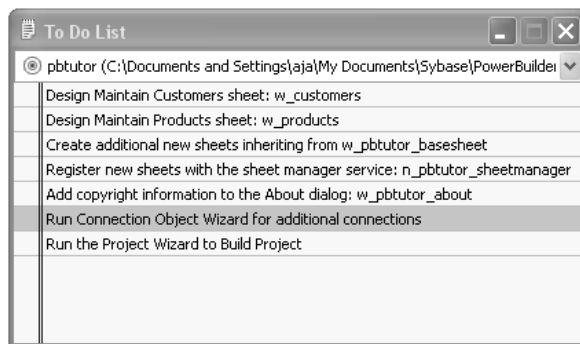 To Do List
pbtutor (C:\Documents and Settings\aja\My Documents\Sybase\PowerBuilder
Design Maintain Customers sheet: w_customers
Design Maintain Products sheet: w_products
Create additional new sheets inheriting from w_pbtutor_basesheet
Register new sheets with the sheet manager service: n_pbtutor_sheetmanager
Add copyright information to the About dialog: w_pbtutor_about
Run Connection Object Wizard for additional connections
Run the Project Wizard to Build Project